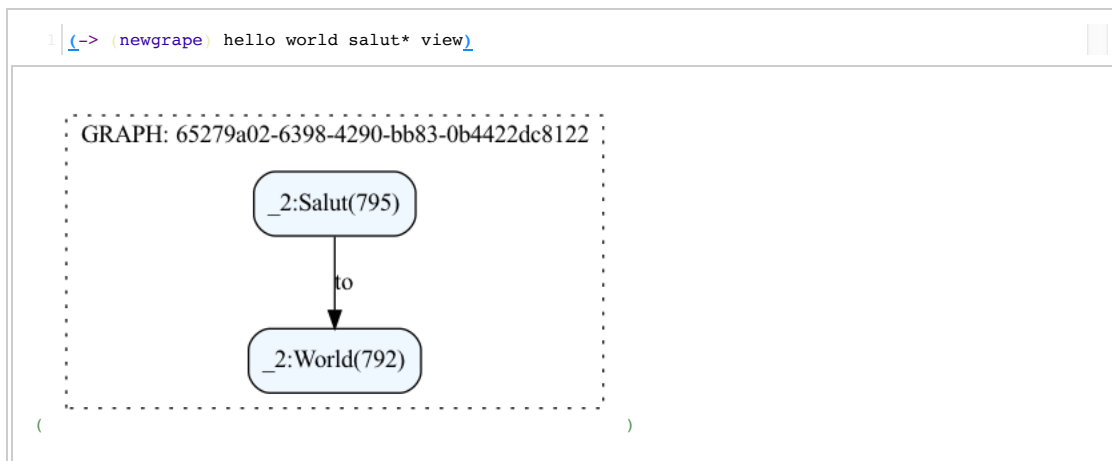 1 (-> (newgrape) hello world salut* view)
GRAPH: 65279a02-6398-4290-bb83-0b4422dc8122
_2:Salut(795)
to
_2:World(792)
( )